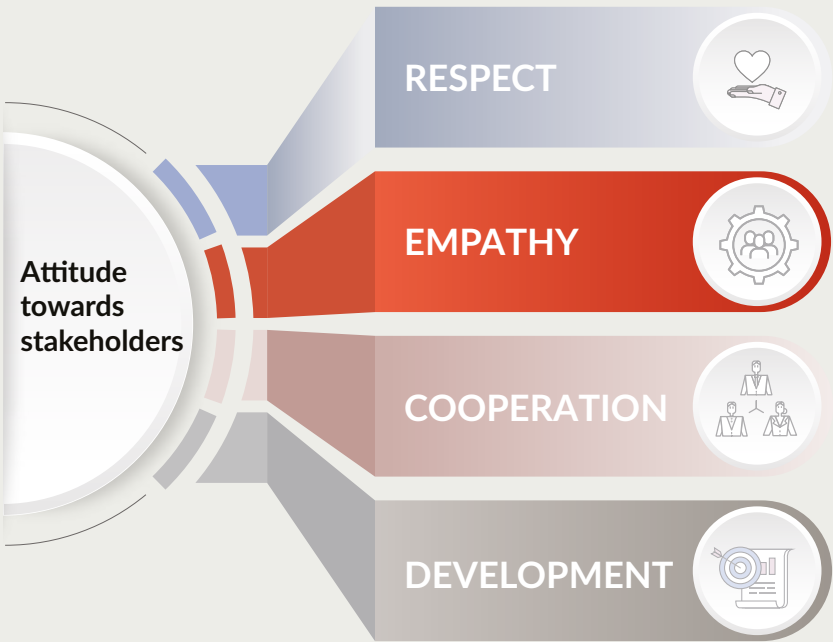 Attitude
towards
stakeholders
RESPECT
EMPATHY
COOPERATION
DEVELOPMENT